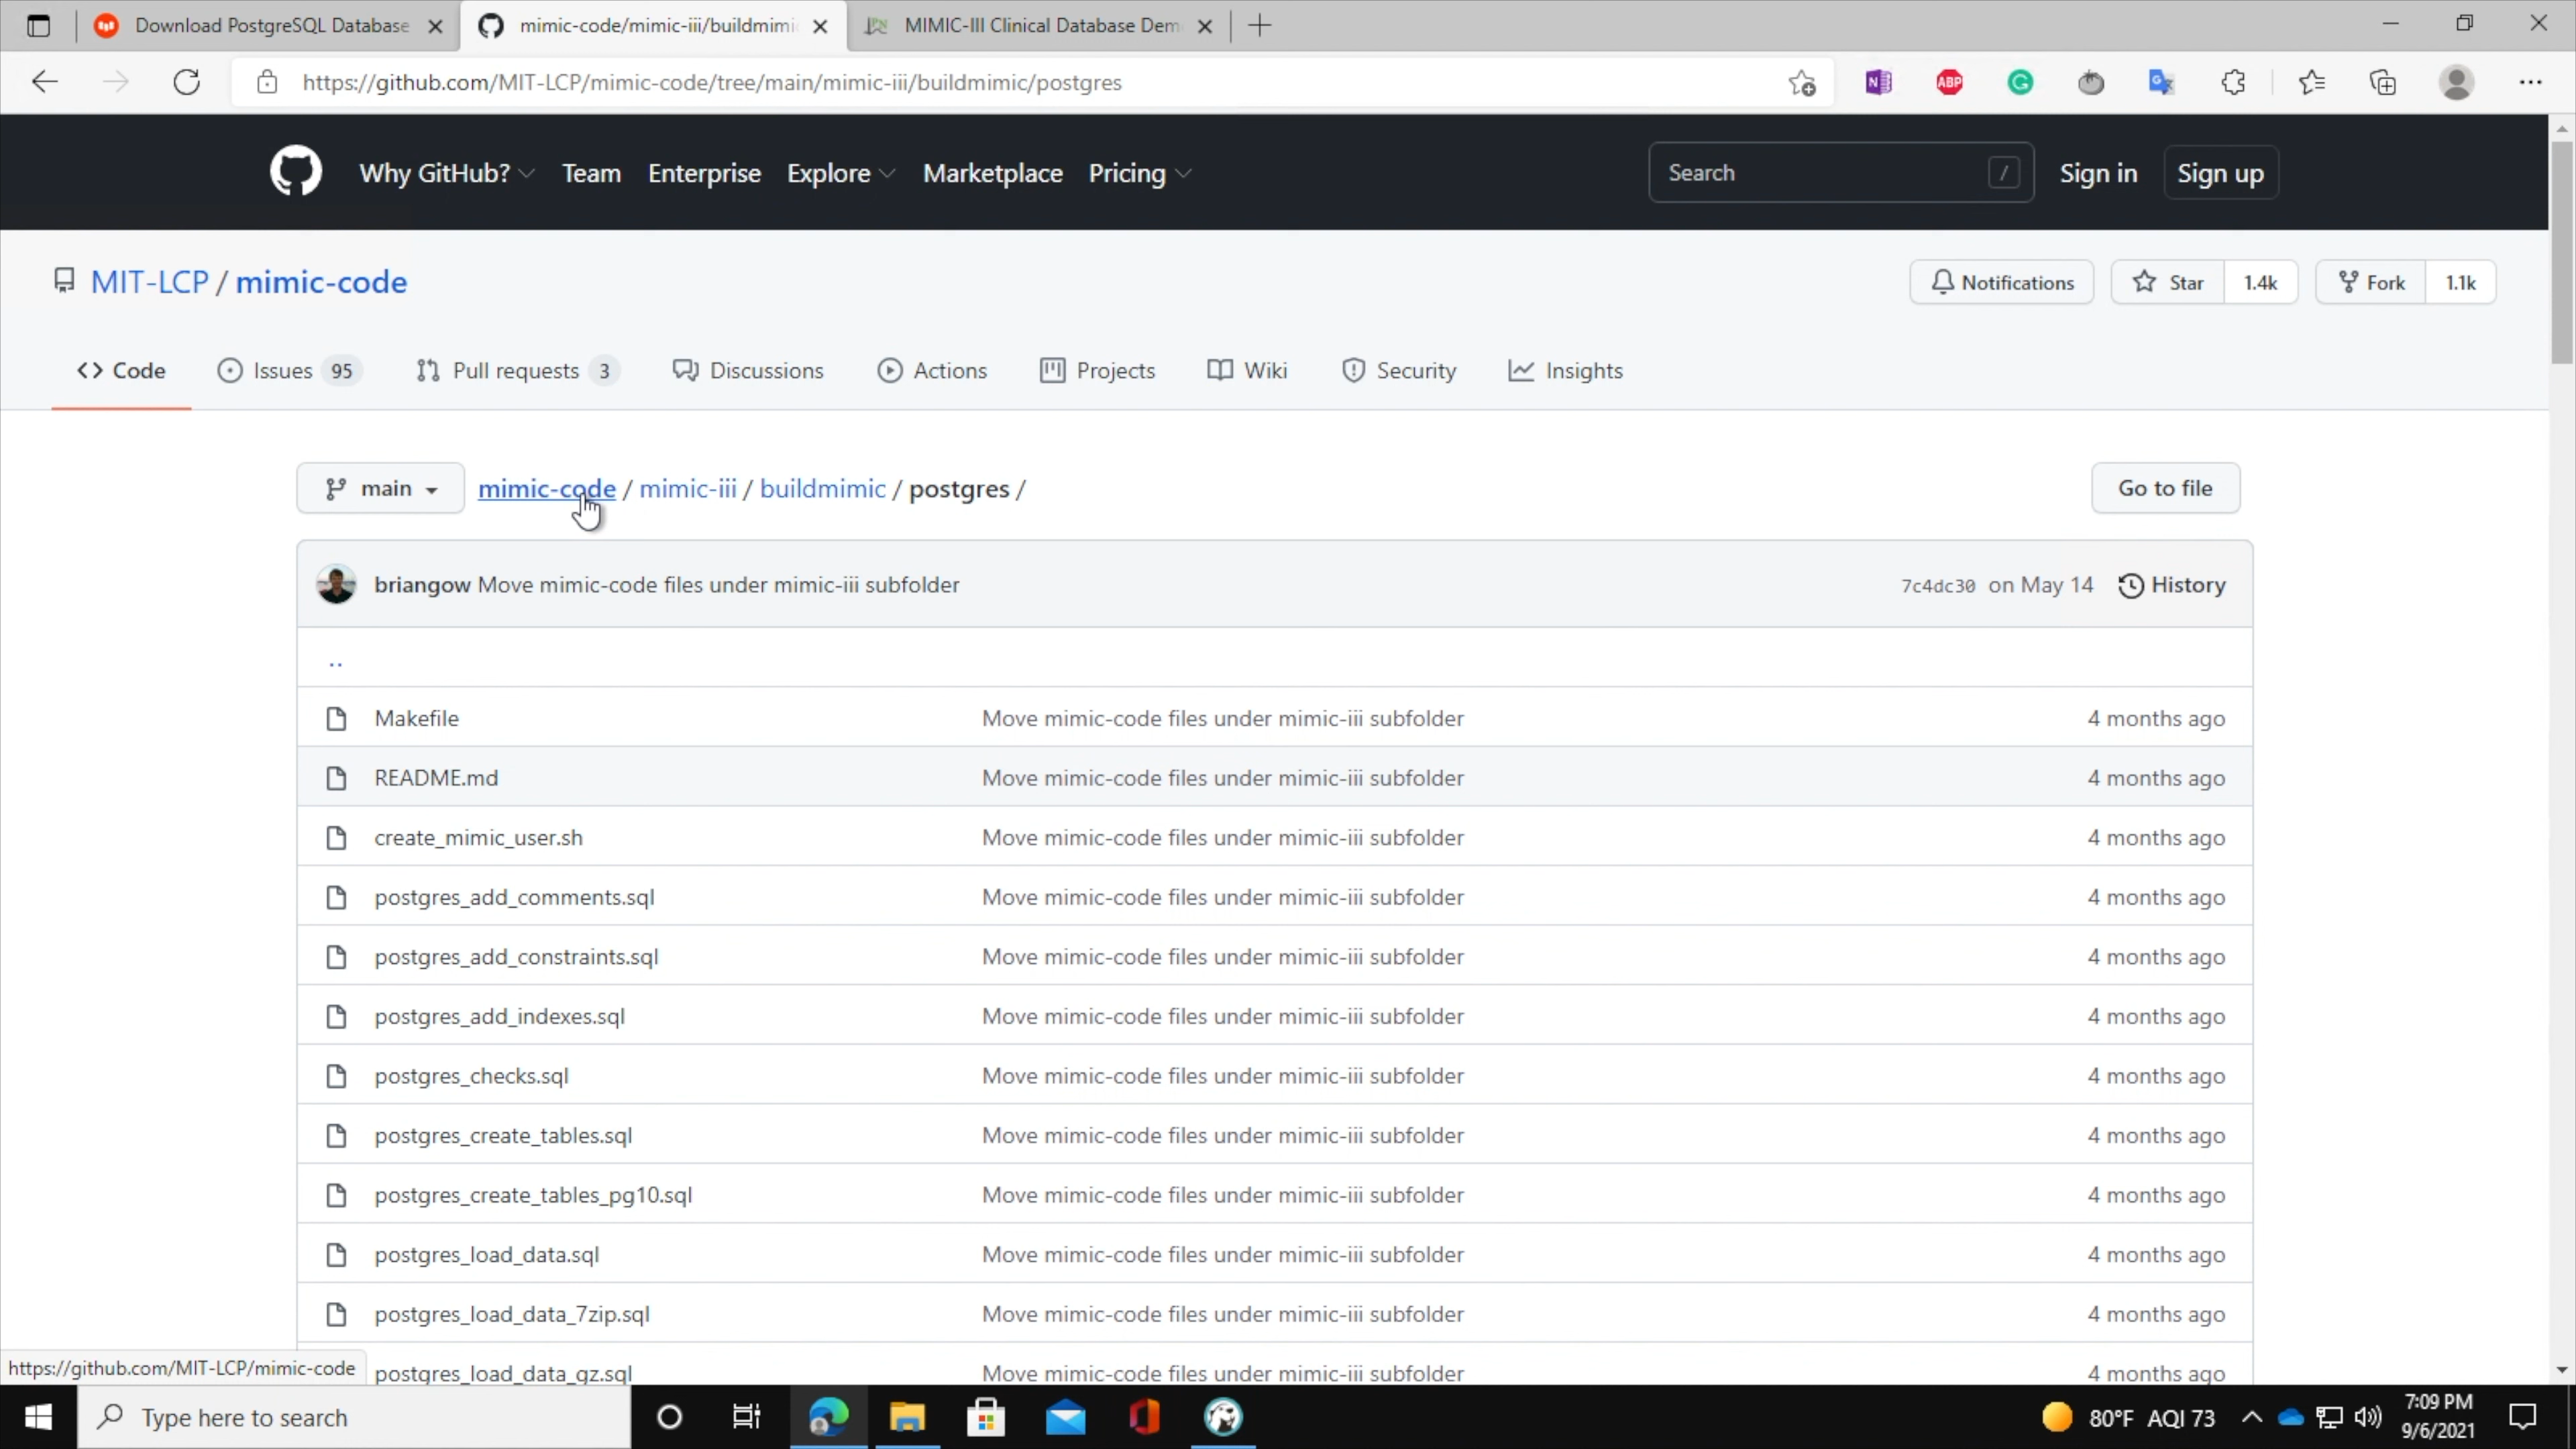 Download PostgreSQL Database
mimic-code/mimic-iii/buildmimi
MIMIC-III Clinical Database Dem
https://github.com/MIT-LCP/mimic-code/tree/main/mimic-iii/buildmimic/postgres
N
ABP
G
Why GitHub? Team Enterprise Explore Marketplace Pricing
Search /
Sign in Sign up
MIT-LCP / mimic-code
Notifications Star 1.4k Fork 1.1k
<> Code Issues 95 Pull requests 3 Discussions Actions Projects Wiki Security Insights
main mimic-code / mimic-iii / buildmimic / postgres / Go to file
briangow Move mimic-code files under mimic-iii subfolder 7c4dc30 on May 14 History
..
Makefile Move mimic-code files under mimic-iii subfolder 4 months ago
README.md Move mimic-code files under mimic-iii subfolder 4 months ago
create_mimic_user.sh Move mimic-code files under mimic-iii subfolder 4 months ago
postgres_add_comments.sql Move mimic-code files under mimic-iii subfolder 4 months ago
postgres_add_constraints.sql Move mimic-code files under mimic-iii subfolder 4 months ago
postgres_add_indexes.sql Move mimic-code files under mimic-iii subfolder 4 months ago
postgres_checks.sql Move mimic-code files under mimic-iii subfolder 4 months ago
postgres_create_tables.sql Move mimic-code files under mimic-iii subfolder 4 months ago
postgres_create_tables_pg10.sql Move mimic-code files under mimic-iii subfolder 4 months ago
postgres_load_data.sql Move mimic-code files under mimic-iii subfolder 4 months ago
postgres_load_data_7zip.sql Move mimic-code files under mimic-iii subfolder 4 months ago
postgres_load_data_gz.sql Move mimic-code files under mimic-iii subfolder 4 months ago
https://github.com/MIT-LCP/mimic-code
Type here to search
80°F AQI 73
7:09 PM
9/6/2021